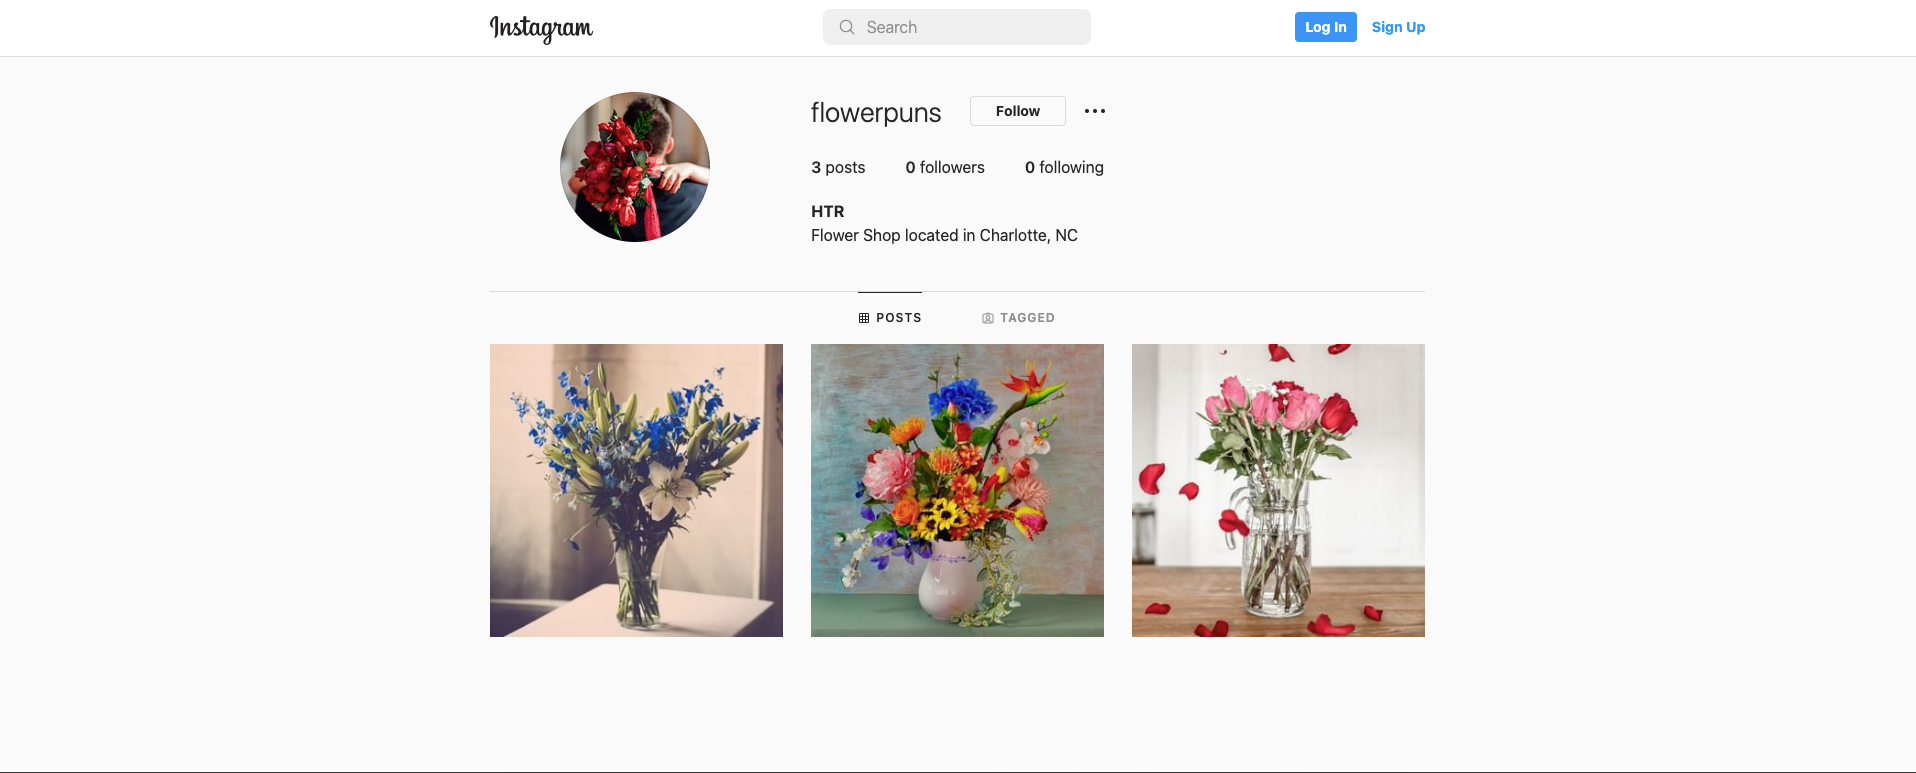 Instagram
Search
Log In
Sign Up
flowerpuns
Follow
3 posts
0 followers
0 following
HTR
Flower Shop located in Charlotte, NC
POSTS
TAGGED